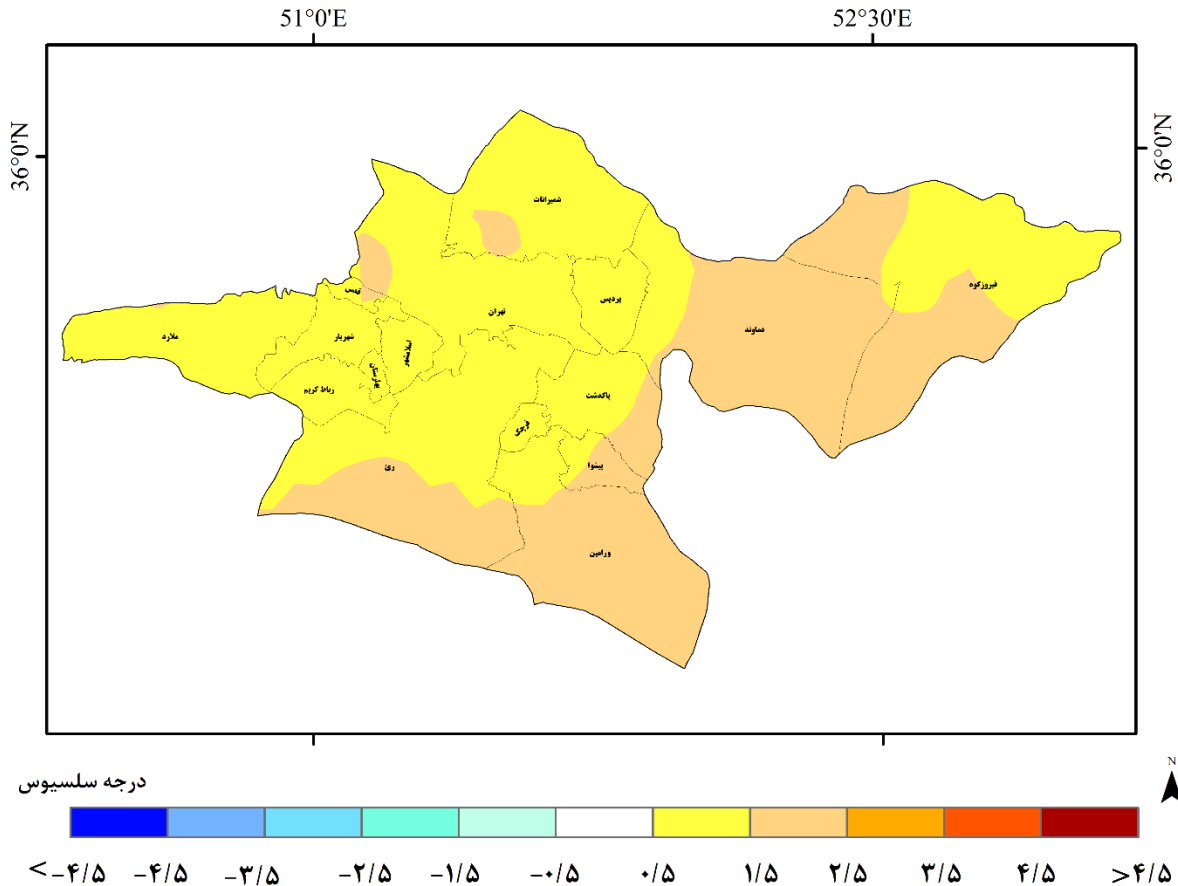 51°0'E 52°30'E
36°0'N 36°0'N
شمیرانات
فیروزکوه
قدس
پردیس
تهران
دماوند
ملارد
شهریار
اسلامشهر
بهارستان
رباط کریم
پاکدشت
قرچک
ری
پیشوا
ورامین
N
درجه سلسیوس
<-۴/۵ -۴/۵ -۳/۵ -۲/۵ -۱/۵ -۰/۵ ۰/۵ ۱/۵ ۲/۵ ۳/۵ ۴/۵ >۴/۵